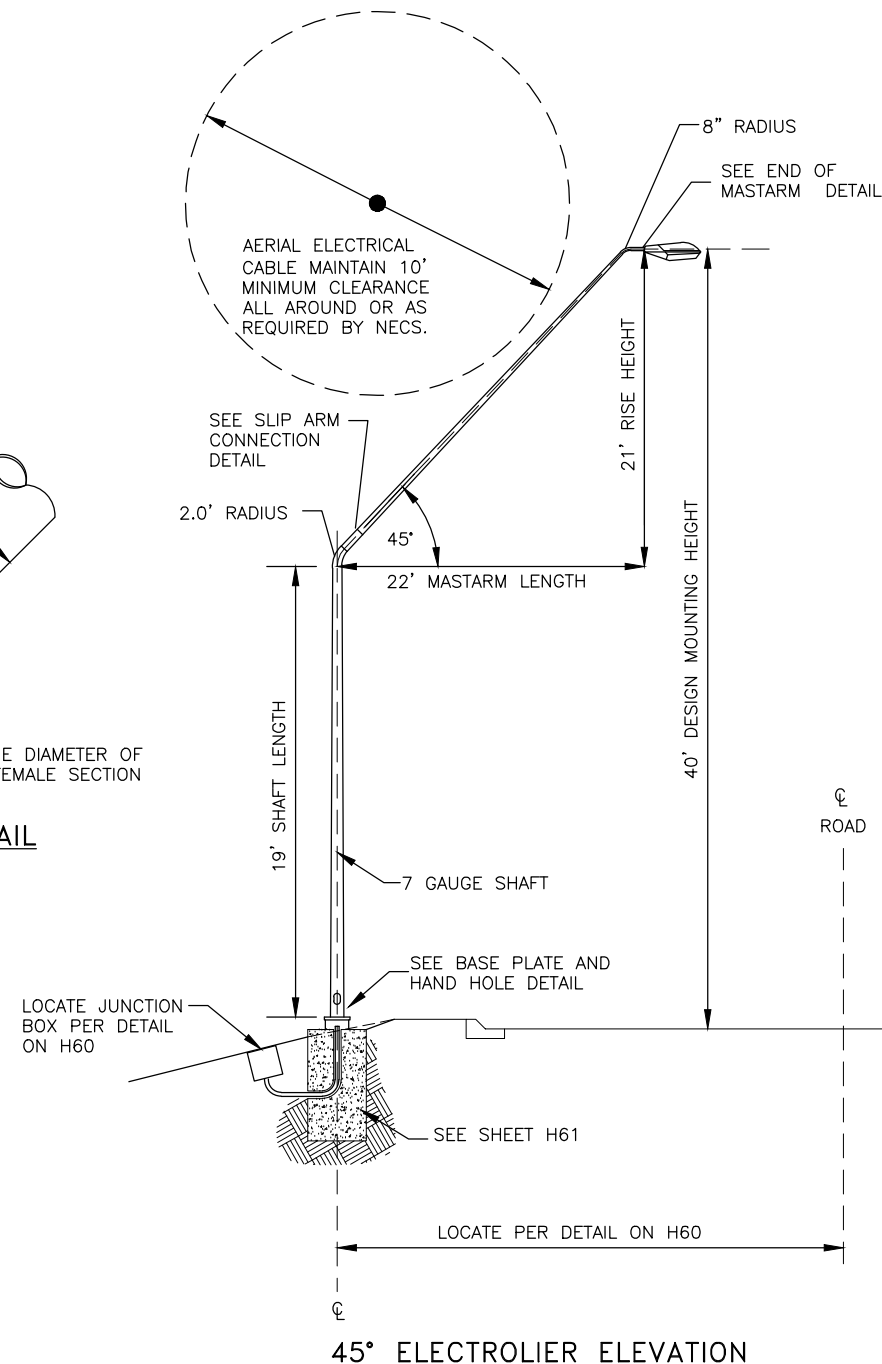 8" RADIUS
SEE END OF
MASTARM DETAIL
AERIAL ELECTRICAL
CABLE MAINTAIN 10'
MINIMUM CLEARANCE
ALL AROUND OR AS
REQUIRED BY NECS.
SEE SLIP ARM
CONNECTION
DETAIL
2.0' RADIUS
45°
22' MASTARM LENGTH
21' RISE HEIGHT
40' DESIGN MOUNTING HEIGHT
19' SHAFT LENGTH
E DIAMETER OF
FEMALE SECTION
AIL
℄
ROAD
7 GAUGE SHAFT
SEE BASE PLATE AND
HAND HOLE DETAIL
LOCATE JUNCTION
BOX PER DETAIL
ON H60
SEE SHEET H61
LOCATE PER DETAIL ON H60
℄
45° ELECTROLIER ELEVATION